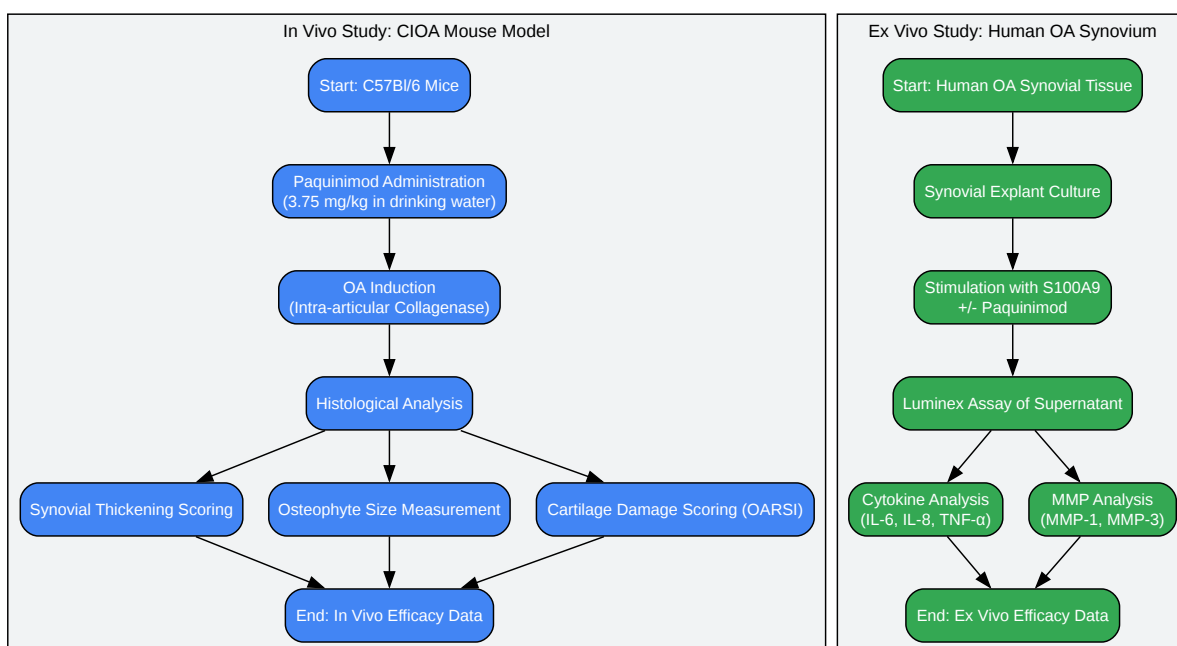 In Vivo Study: CIOA Mouse Model
Start: C57Bl/6 Mice
Paquinimod Administration
(3.75 mg/kg in drinking water)
OA Induction
(Intra-articular Collagenase)
Histological Analysis
Synovial Thickening Scoring
Osteophyte Size Measurement
Cartilage Damage Scoring (OARSI)
End: In Vivo Efficacy Data
Ex Vivo Study: Human OA Synovium
Start: Human OA Synovial Tissue
Synovial Explant Culture
Stimulation with S100A9
+/- Paquinimod
Luminex Assay of Supernatant
Cytokine Analysis
(IL-6, IL-8, TNF-α)
MMP Analysis
(MMP-1, MMP-3)
End: Ex Vivo Efficacy Data